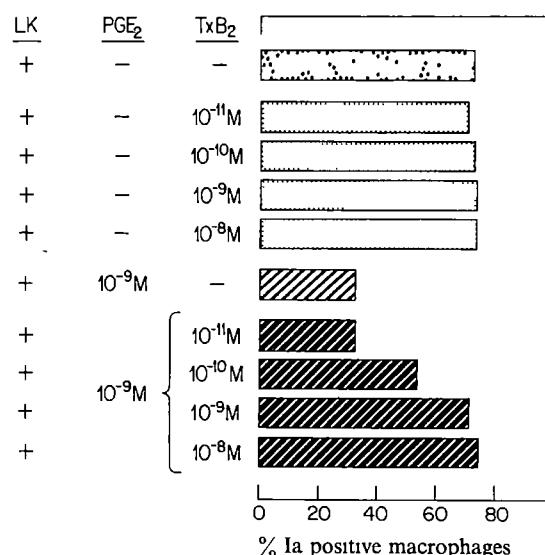 LK PGE₂ TxB₂
+ − −
+ − 10⁻¹¹M
+ − 10⁻¹⁰M
+ − 10⁻⁹M
+ − 10⁻⁸M
+ 10⁻⁹M −
+ 10⁻¹¹M
+ 10⁻¹⁰M
10⁻⁹M
+ 10⁻⁹M
+ 10⁻⁸M
0 20 40 60 80
% Ia positive macrophages